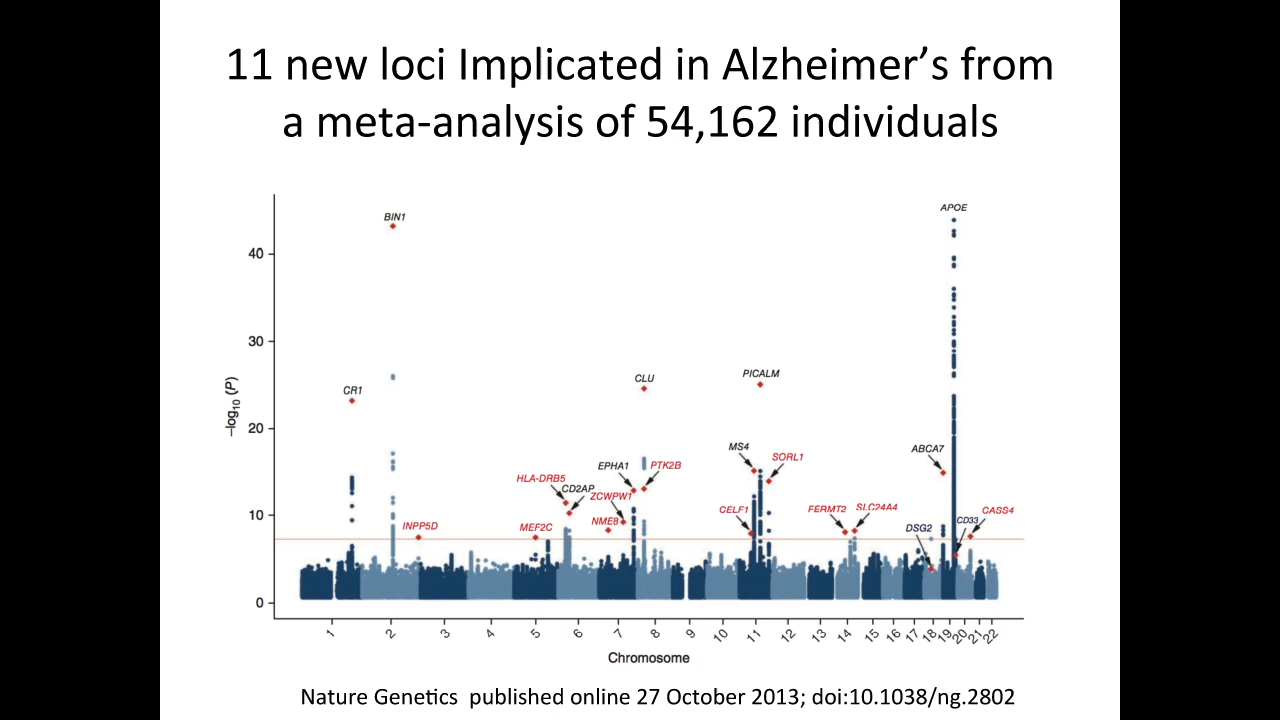 11 new loci Implicated in Alzheimer’s from
a meta-analysis of 54,162 individuals
BIN1
APOE
40
30
CLU
PICALM
CR1
–log10 (P)
20
MS4
ABCA7
SORL1
EPHA1
PTK2B
HLA-DRB5
CD2AP
ZCWPW1
10
CELF1
FERMT2
SLC24A4
CASS4
INPP5D
MEF2C
NME8
DSG2
CD33
0
1 2 3 4 5 6 7 8 9 10 11 12 13 14 15 16 17 18 19 20 21 22
Chromosome
Nature Genetics published online 27 October 2013; doi:10.1038/ng.2802